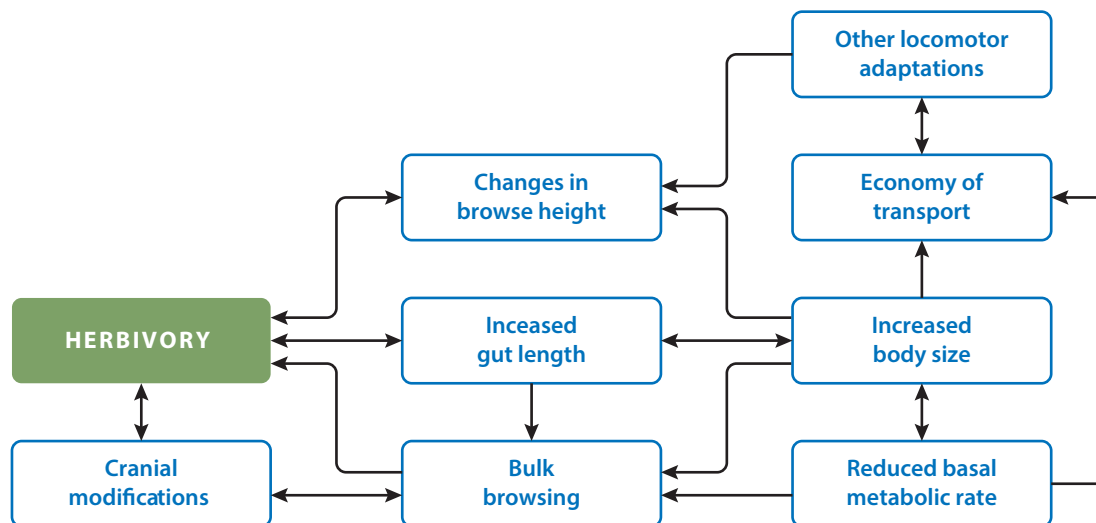 Other locomotor
adaptations
Changes in
browse height
Economy of
transport
HERBIVORY
Inceased
gut length
Increased
body size
Cranial
modifications
Bulk
browsing
Reduced basal
metabolic rate